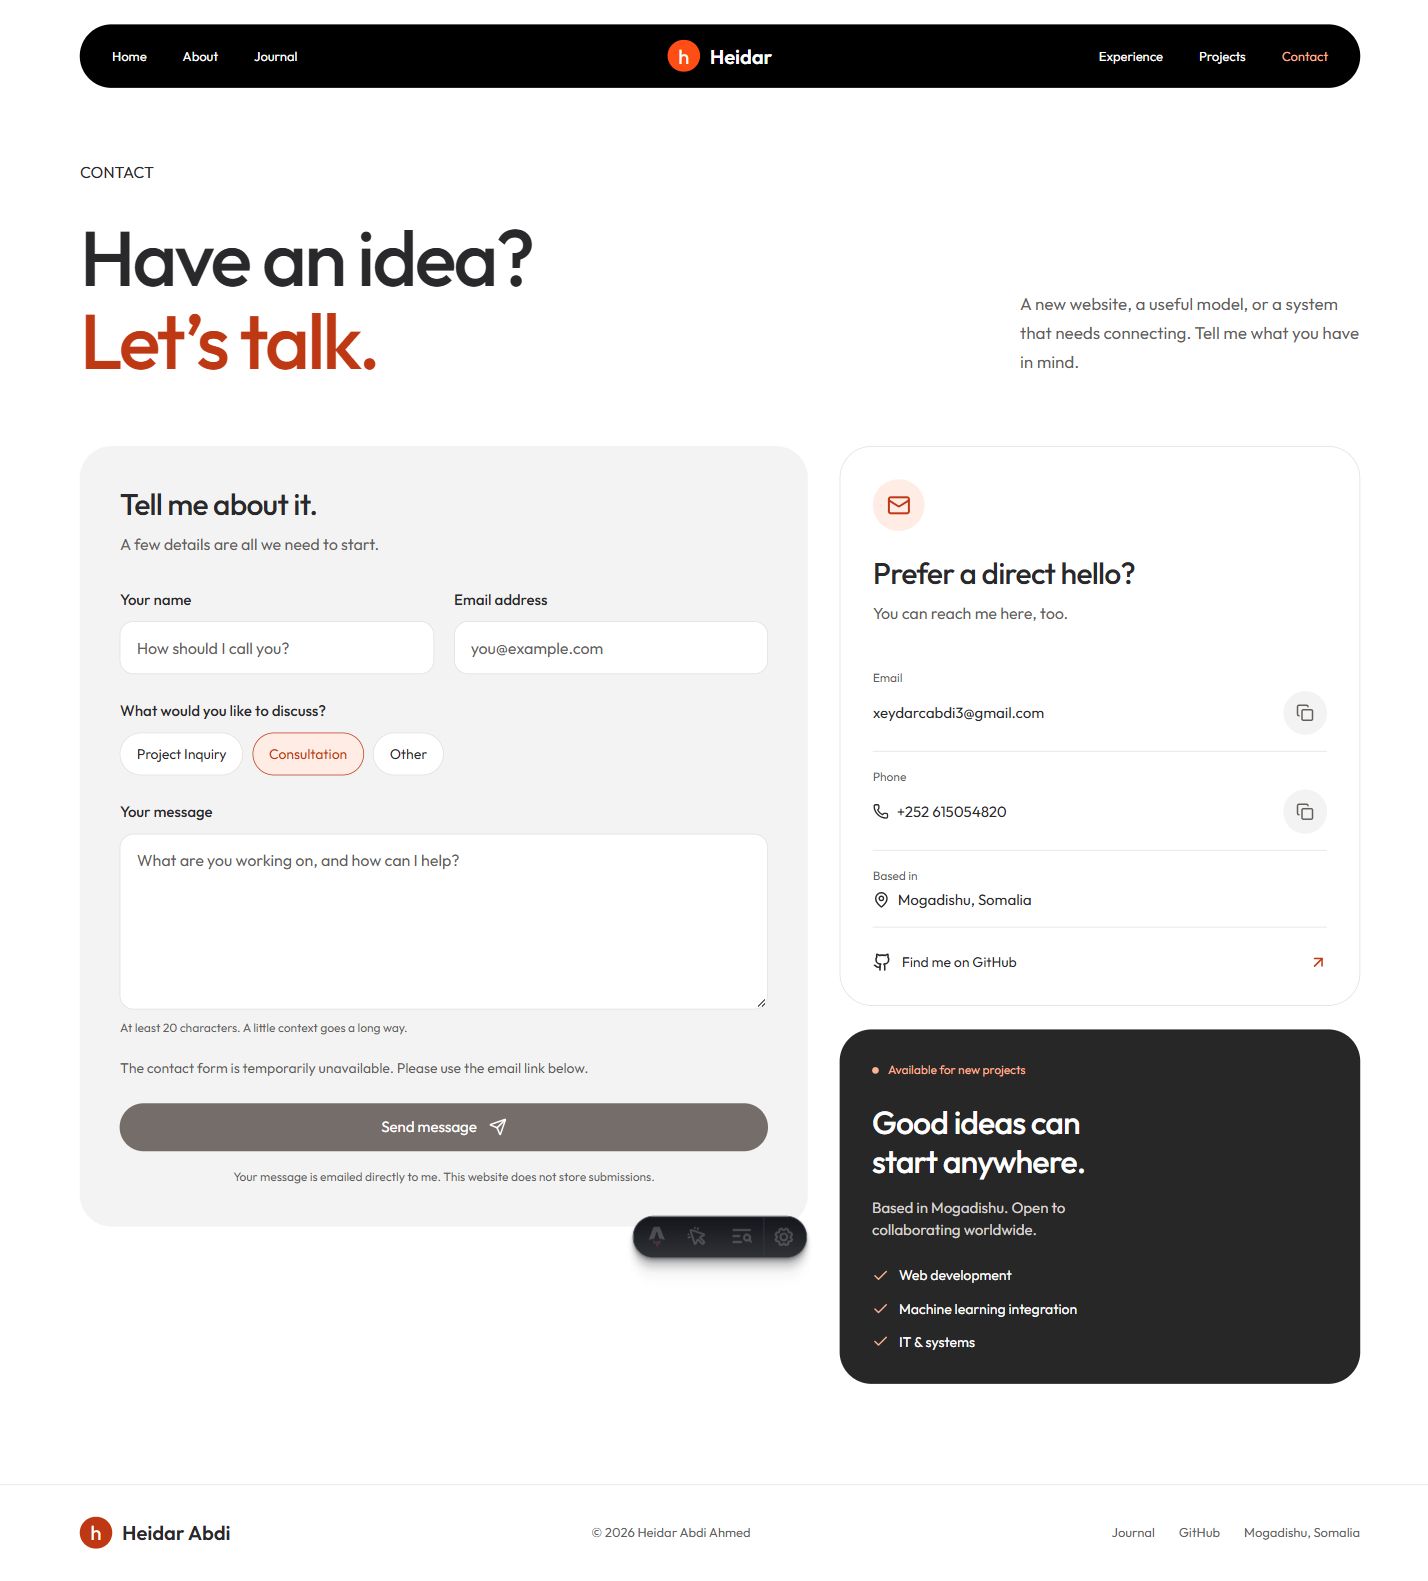 Home About Journal h Heidar Experience Projects Contact
CONTACT
Have an idea?
Let's talk.
A new website, a useful model, or a system
that needs connecting. Tell me what you have
in mind.
Tell me about it.
A few details are all we need to start.
Your name
How should I call you?
Email address
you@example.com
What would you like to discuss?
Project Inquiry Consultation Other
Your message
What are you working on, and how can I help?
At least 20 characters. A little context goes a long way.
The contact form is temporarily unavailable. Please use the email link below.
Send message
Your message is emailed directly to me. This website does not store submissions.
Prefer a direct hello?
You can reach me here, too.
Email
xeydarcabdi3@gmail.com
Phone
+252 615054820
Based in
Mogadishu, Somalia
Find me on GitHub
Available for new projects
Good ideas can
start anywhere.
Based in Mogadishu. Open to
collaborating worldwide.
Web development
Machine learning integration
IT & systems
h Heidar Abdi
© 2026 Heidar Abdi Ahmed
Journal GitHub Mogadishu, Somalia